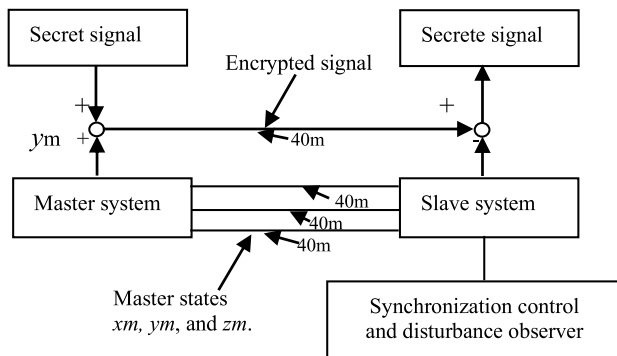 Secret signal
Secrete signal
Encrypted signal
+
+
ym
+
40m
-
Master system
40m
Slave system
40m
40m
Master states
xm, ym, and zm.
Synchronization control
and disturbance observer